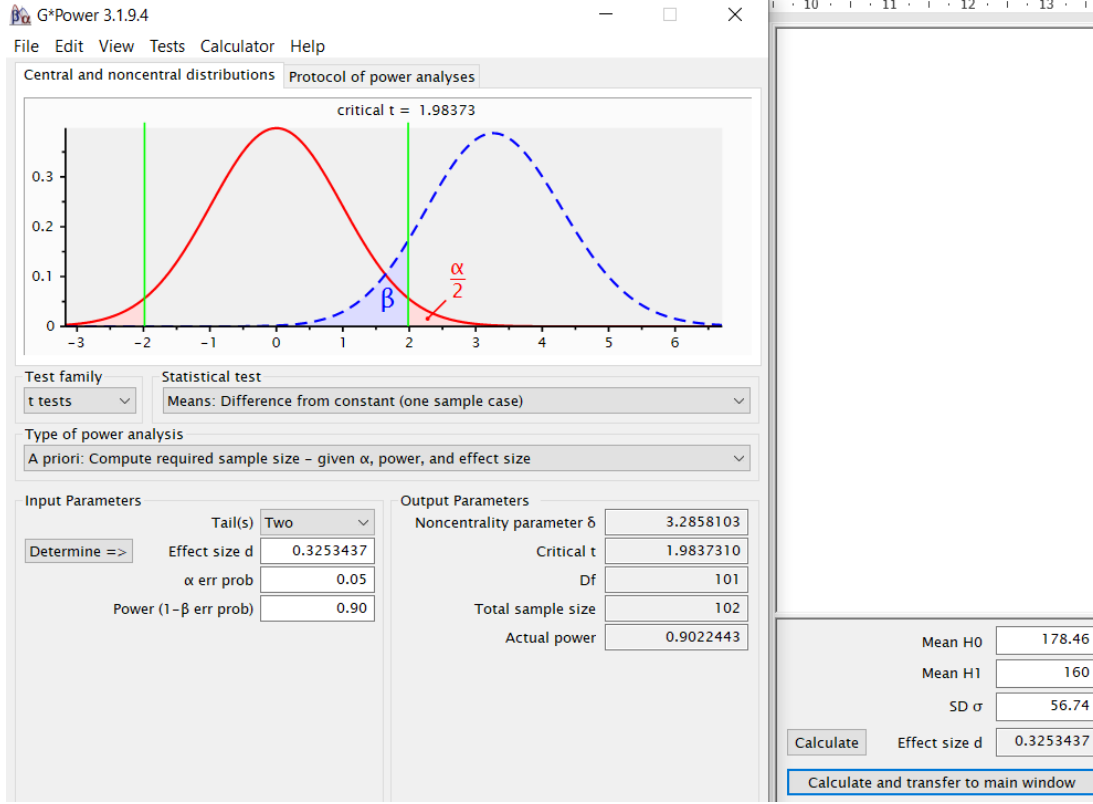 G*Power 3.1.9.4
File Edit View Tests Calculator Help
Central and noncentral distributions Protocol of power analyses
critical t = 1.98373
0.3
0.2
0.1
0
β
α
2
-3 -2 -1 0 1 2 3 4 5 6
Test family Statistical test
t tests Means: Difference from constant (one sample case)
Type of power analysis
A priori: Compute required sample size – given α, power, and effect size
Input Parameters
Tail(s) Two
Determine => Effect size d 0.3253437
α err prob 0.05
Power (1–β err prob) 0.90
Output Parameters
Noncentrality parameter δ 3.2858103
Critical t 1.9837310
Df 101
Total sample size 102
Actual power 0.9022443
10 11 12 13
Mean H0 178.46
Mean H1 160
SD σ 56.74
Calculate Effect size d 0.3253437
Calculate and transfer to main window